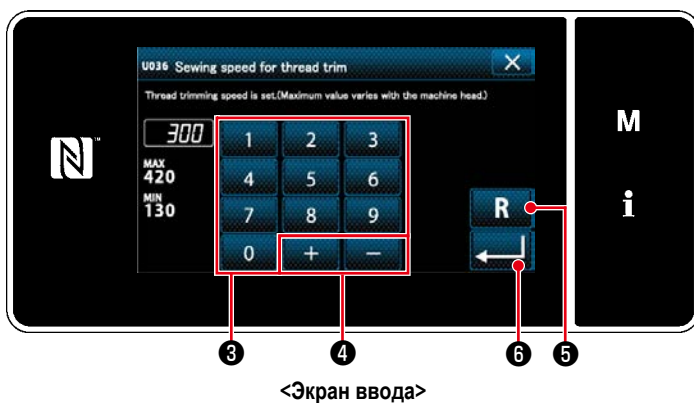 U036 Sewing speed for thread trim
Thread trimming speed is set.(Maximum value varies with the machine head.)
300
MAX
420
MIN
130
1 2 3
4 5 6
7 8 9
0 + −
R
N
M
i
❸ ❹ ❻ ❺
<Экран ввода>